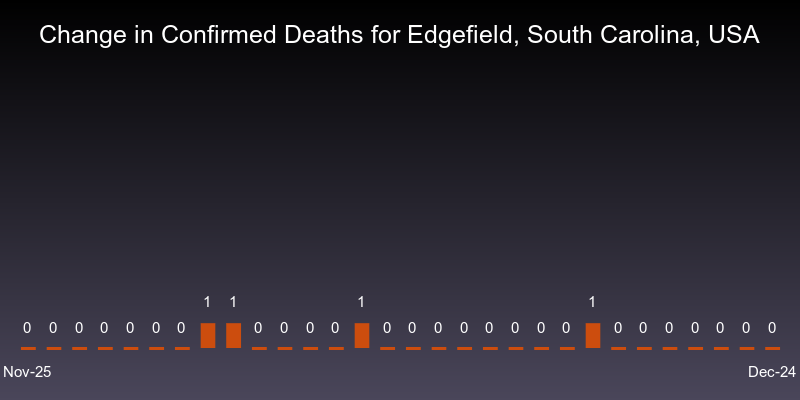 Change in Confirmed Deaths for Edgefield, South Carolina, USA
1 1 1 1
0 0 0 0 0 0 0 0 0 0 0 0 0 0 0 0 0 0 0 0 0 0 0 0 0 0
Nov-25 Dec-24